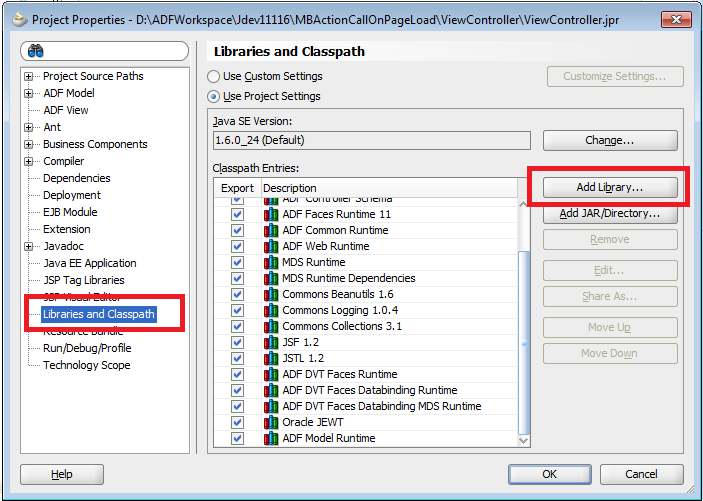 Project Properties - D:\ADFWorkspace\Jdev11116\MBActionCallOnPageLoad\ViewController\ViewController.jpr
Project Source Paths
ADF Model
ADF View
Ant
Business Components
Compiler
Dependencies
Deployment
EJB Module
Extension
Javadoc
Java EE Application
JSP Tag Libraries
JSP Visual Editor
Libraries and Classpath
Resource Bundle
Run/Debug/Profile
Technology Scope
Libraries and Classpath
Use Custom Settings
Customize Settings...
Use Project Settings
Java SE Version:
1.6.0_24 (Default)
Change...
Classpath Entries:
Export Description
ADF Controller Schema
ADF Faces Runtime 11
ADF Common Runtime
ADF Web Runtime
MDS Runtime
MDS Runtime Dependencies
Commons Beanutils 1.6
Commons Logging 1.0.4
Commons Collections 3.1
JSF 1.2
JSTL 1.2
ADF DVT Faces Runtime
ADF DVT Faces Databinding Runtime
ADF DVT Faces Databinding MDS Runtime
Oracle JEWT
ADF Model Runtime
Add Library...
Add JAR/Directory...
Remove
Edit...
Share As...
Move Up
Move Down
Help
OK
Cancel